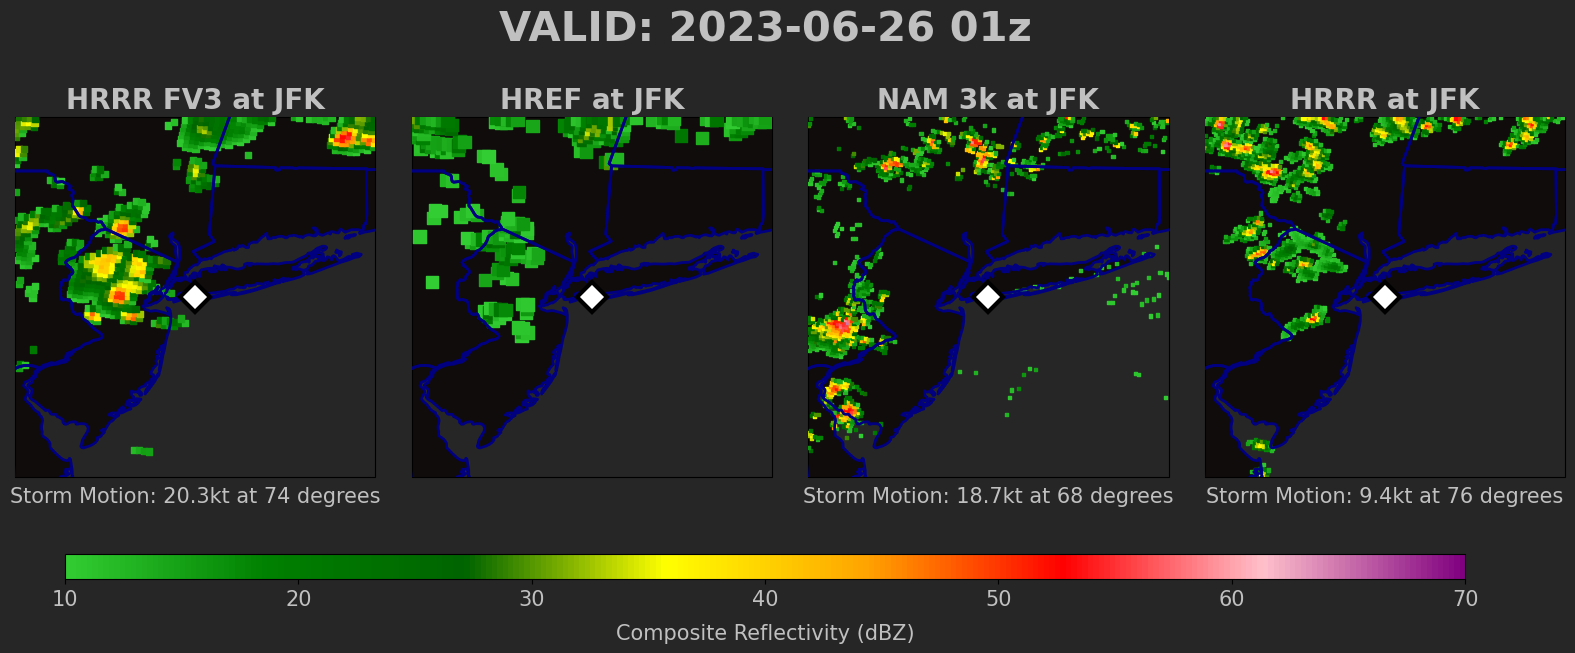 VALID: 2023-06-26 01z
HRRR FV3 at JFK
HREF at JFK
NAM 3k at JFK
HRRR at JFK
Storm Motion: 20.3kt at 74 degrees
Storm Motion: 18.7kt at 68 degrees
Storm Motion: 9.4kt at 76 degrees
10 20 30 40 50 60 70
Composite Reflectivity (dBZ)